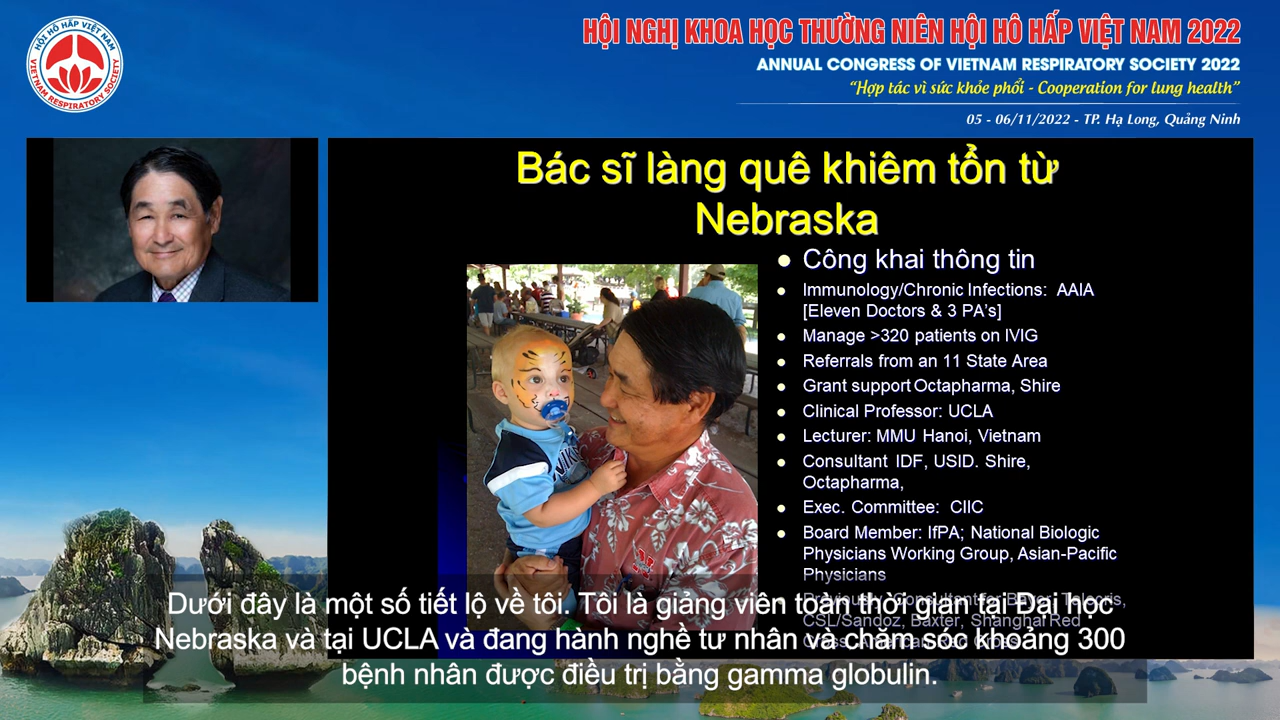 HỘI HÔ HẤP VIỆT NAM
VIETNAM RESPIRATORY SOCIETY
HỘI NGHỊ KHOA HỌC THƯỜNG NIÊN HỘI HÔ HẤP VIỆT NAM 2022
ANNUAL CONGRESS OF VIETNAM RESPIRATORY SOCIETY 2022
“Hợp tác vì sức khỏe phổi - Cooperation for lung health”
05 - 06/11/2022 - TP. Hạ Long, Quảng Ninh
Bác sĩ làng quê khiêm tổn từ
Nebraska
● Công khai thông tin
● Immunology/Chronic Infections: AAIA
[Eleven Doctors & 3 PA’s]
● Manage >320 patients on IVIG
● Referrals from an 11 State Area
● Grant support Octapharma, Shire
● Clinical Professor: UCLA
● Lecturer: MMU Hanoi, Vietnam
● Consultant IDF, USID. Shire,
Octapharma,
● Exec. Committee: CIIC
● Board Member: IfPA; National Biologic
Physicians Working Group, Asian-Pacific
Physicians
CSL/Sandoz, Baxter, Shanghai Red
Dưới đây là một số tiết lộ về tôi. Tôi là giảng viên toàn thời gian tại Đại học
Nebraska và tại UCLA và đang hành nghề tư nhân và chăm sóc khoảng 300
bệnh nhân được điều trị bằng gamma globulin.